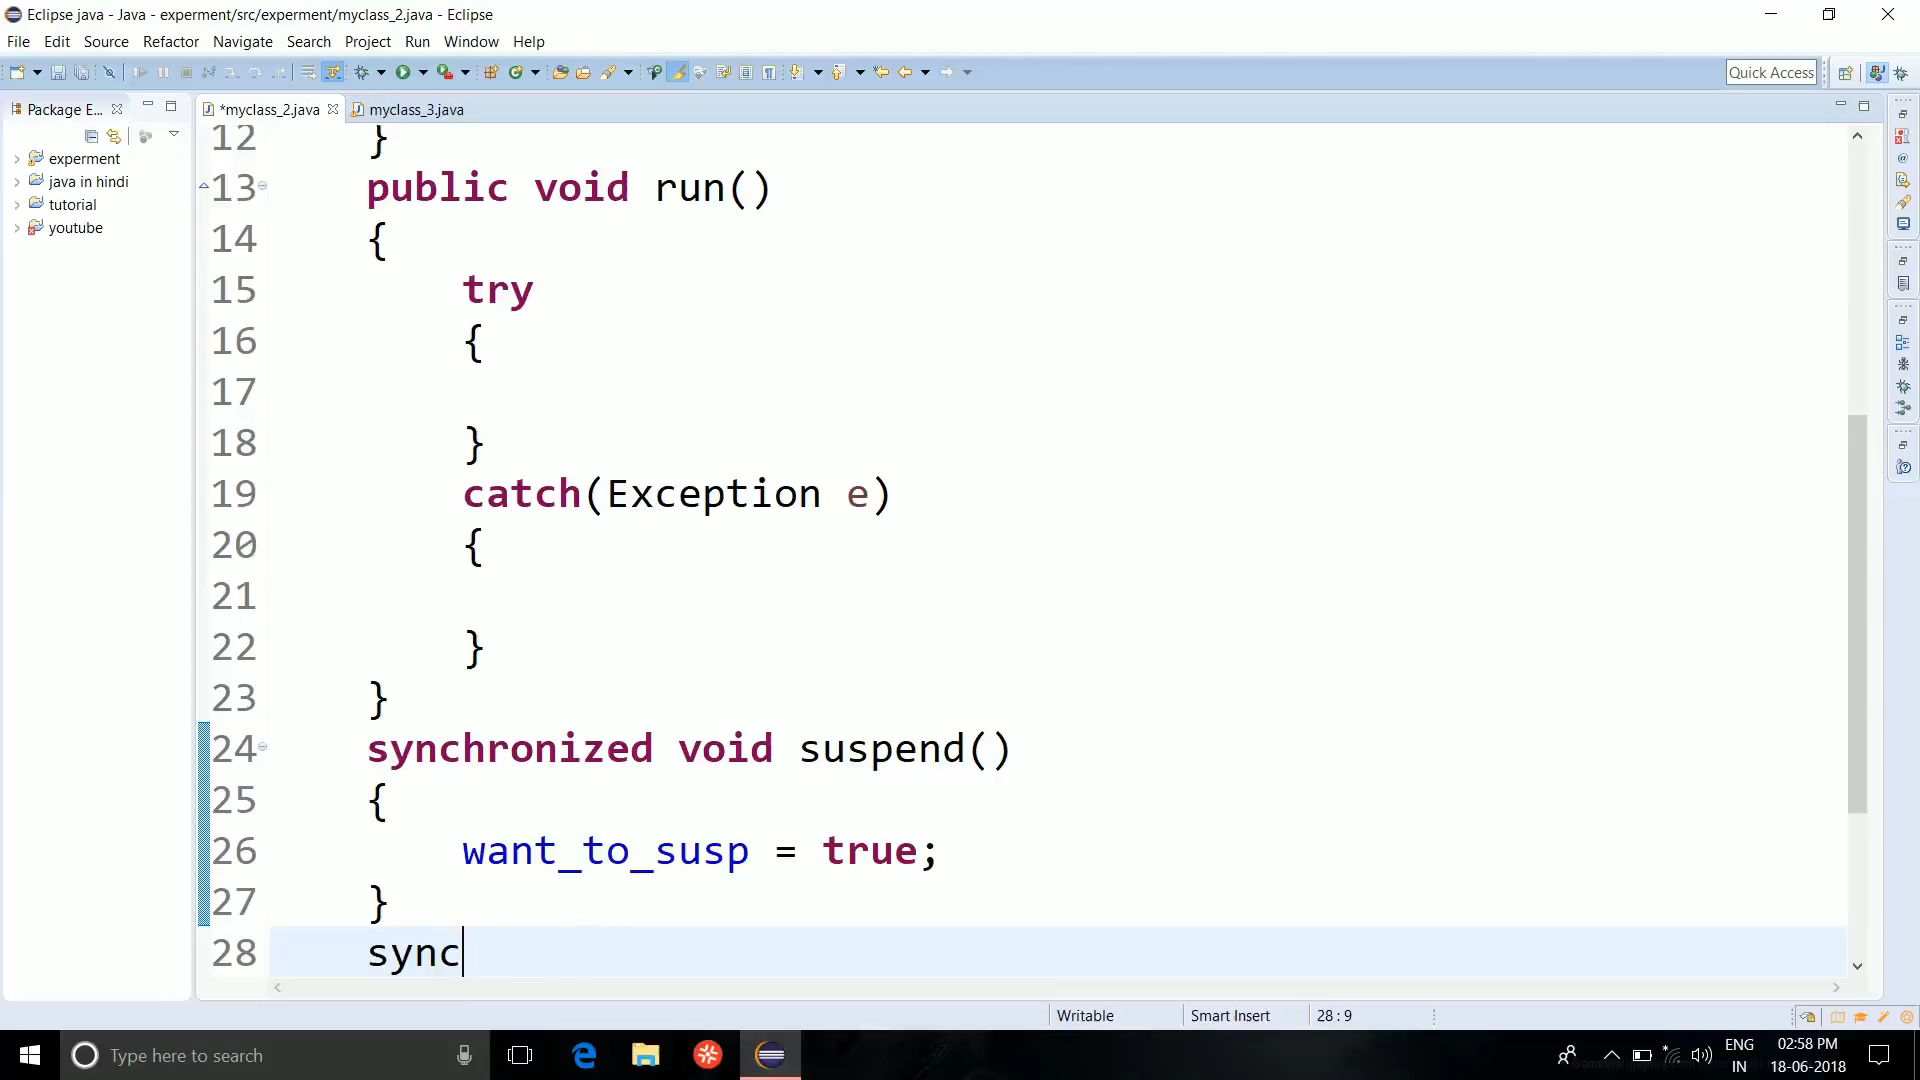 Eclipse java - Java - experment/src/experment/myclass_2.java - Eclipse
File Edit Source Refactor Navigate Search Project Run Window Help
Quick Access
Package E...
*myclass_2.java
myclass_3.java
experment
java in hindi
tutorial
youtube
12 }
13 public void run()
14 {
15 try
16 {
17
18 }
19 catch(Exception e)
20 {
21
22 }
23 }
24 synchronized void suspend()
25 {
26 want_to_susp = true;
27 }
28 sync
Writable Smart Insert 28 : 9
Type here to search
ENG
IN
02:58 PM
18-06-2018